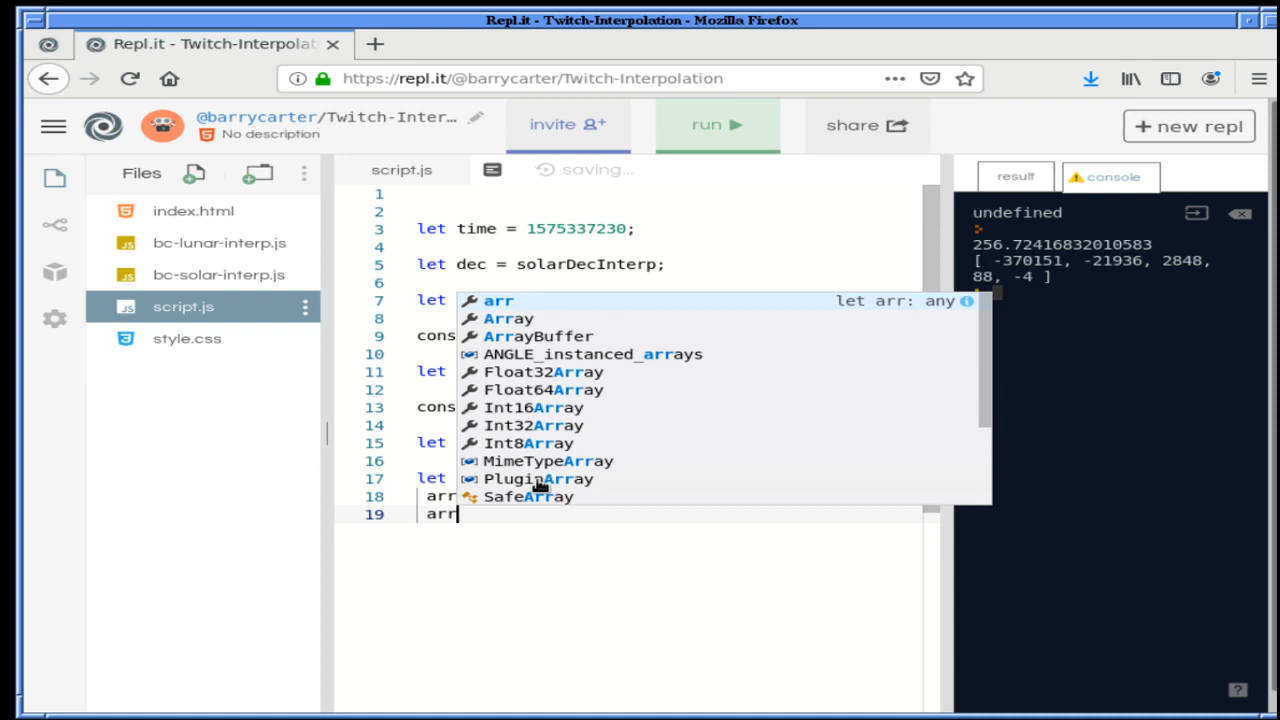 Repl.it - Twitch-Interpolation - Mozilla Firefox
Repl.it - Twitch-Interpolat
https://repl.it/@barrycarter/Twitch-Interpolation
@barrycarter/Twitch-Inter...
No description
invite
run
share
+ new repl
Files
script.js
saving...
result
console
index.html
bc-lunar-interp.js
bc-solar-interp.js
script.js
style.css
1
2
3 let time = 1575337230;
4
5 let dec = solarDecInterp;
6
7 let
8
9 cons
10
11 let
12
13 cons
14
15 let
16
17 let
18 arr
19 arr
arr let arr: any
Array
ArrayBuffer
ANGLE_instanced_arrays
Float32Array
Float64Array
Int16Array
Int32Array
Int8Array
MimeTypeArray
PluginArray
SafeArray
undefined
256.72416832010583
[ -370151, -21936, 2848,
88, -4 ]
?